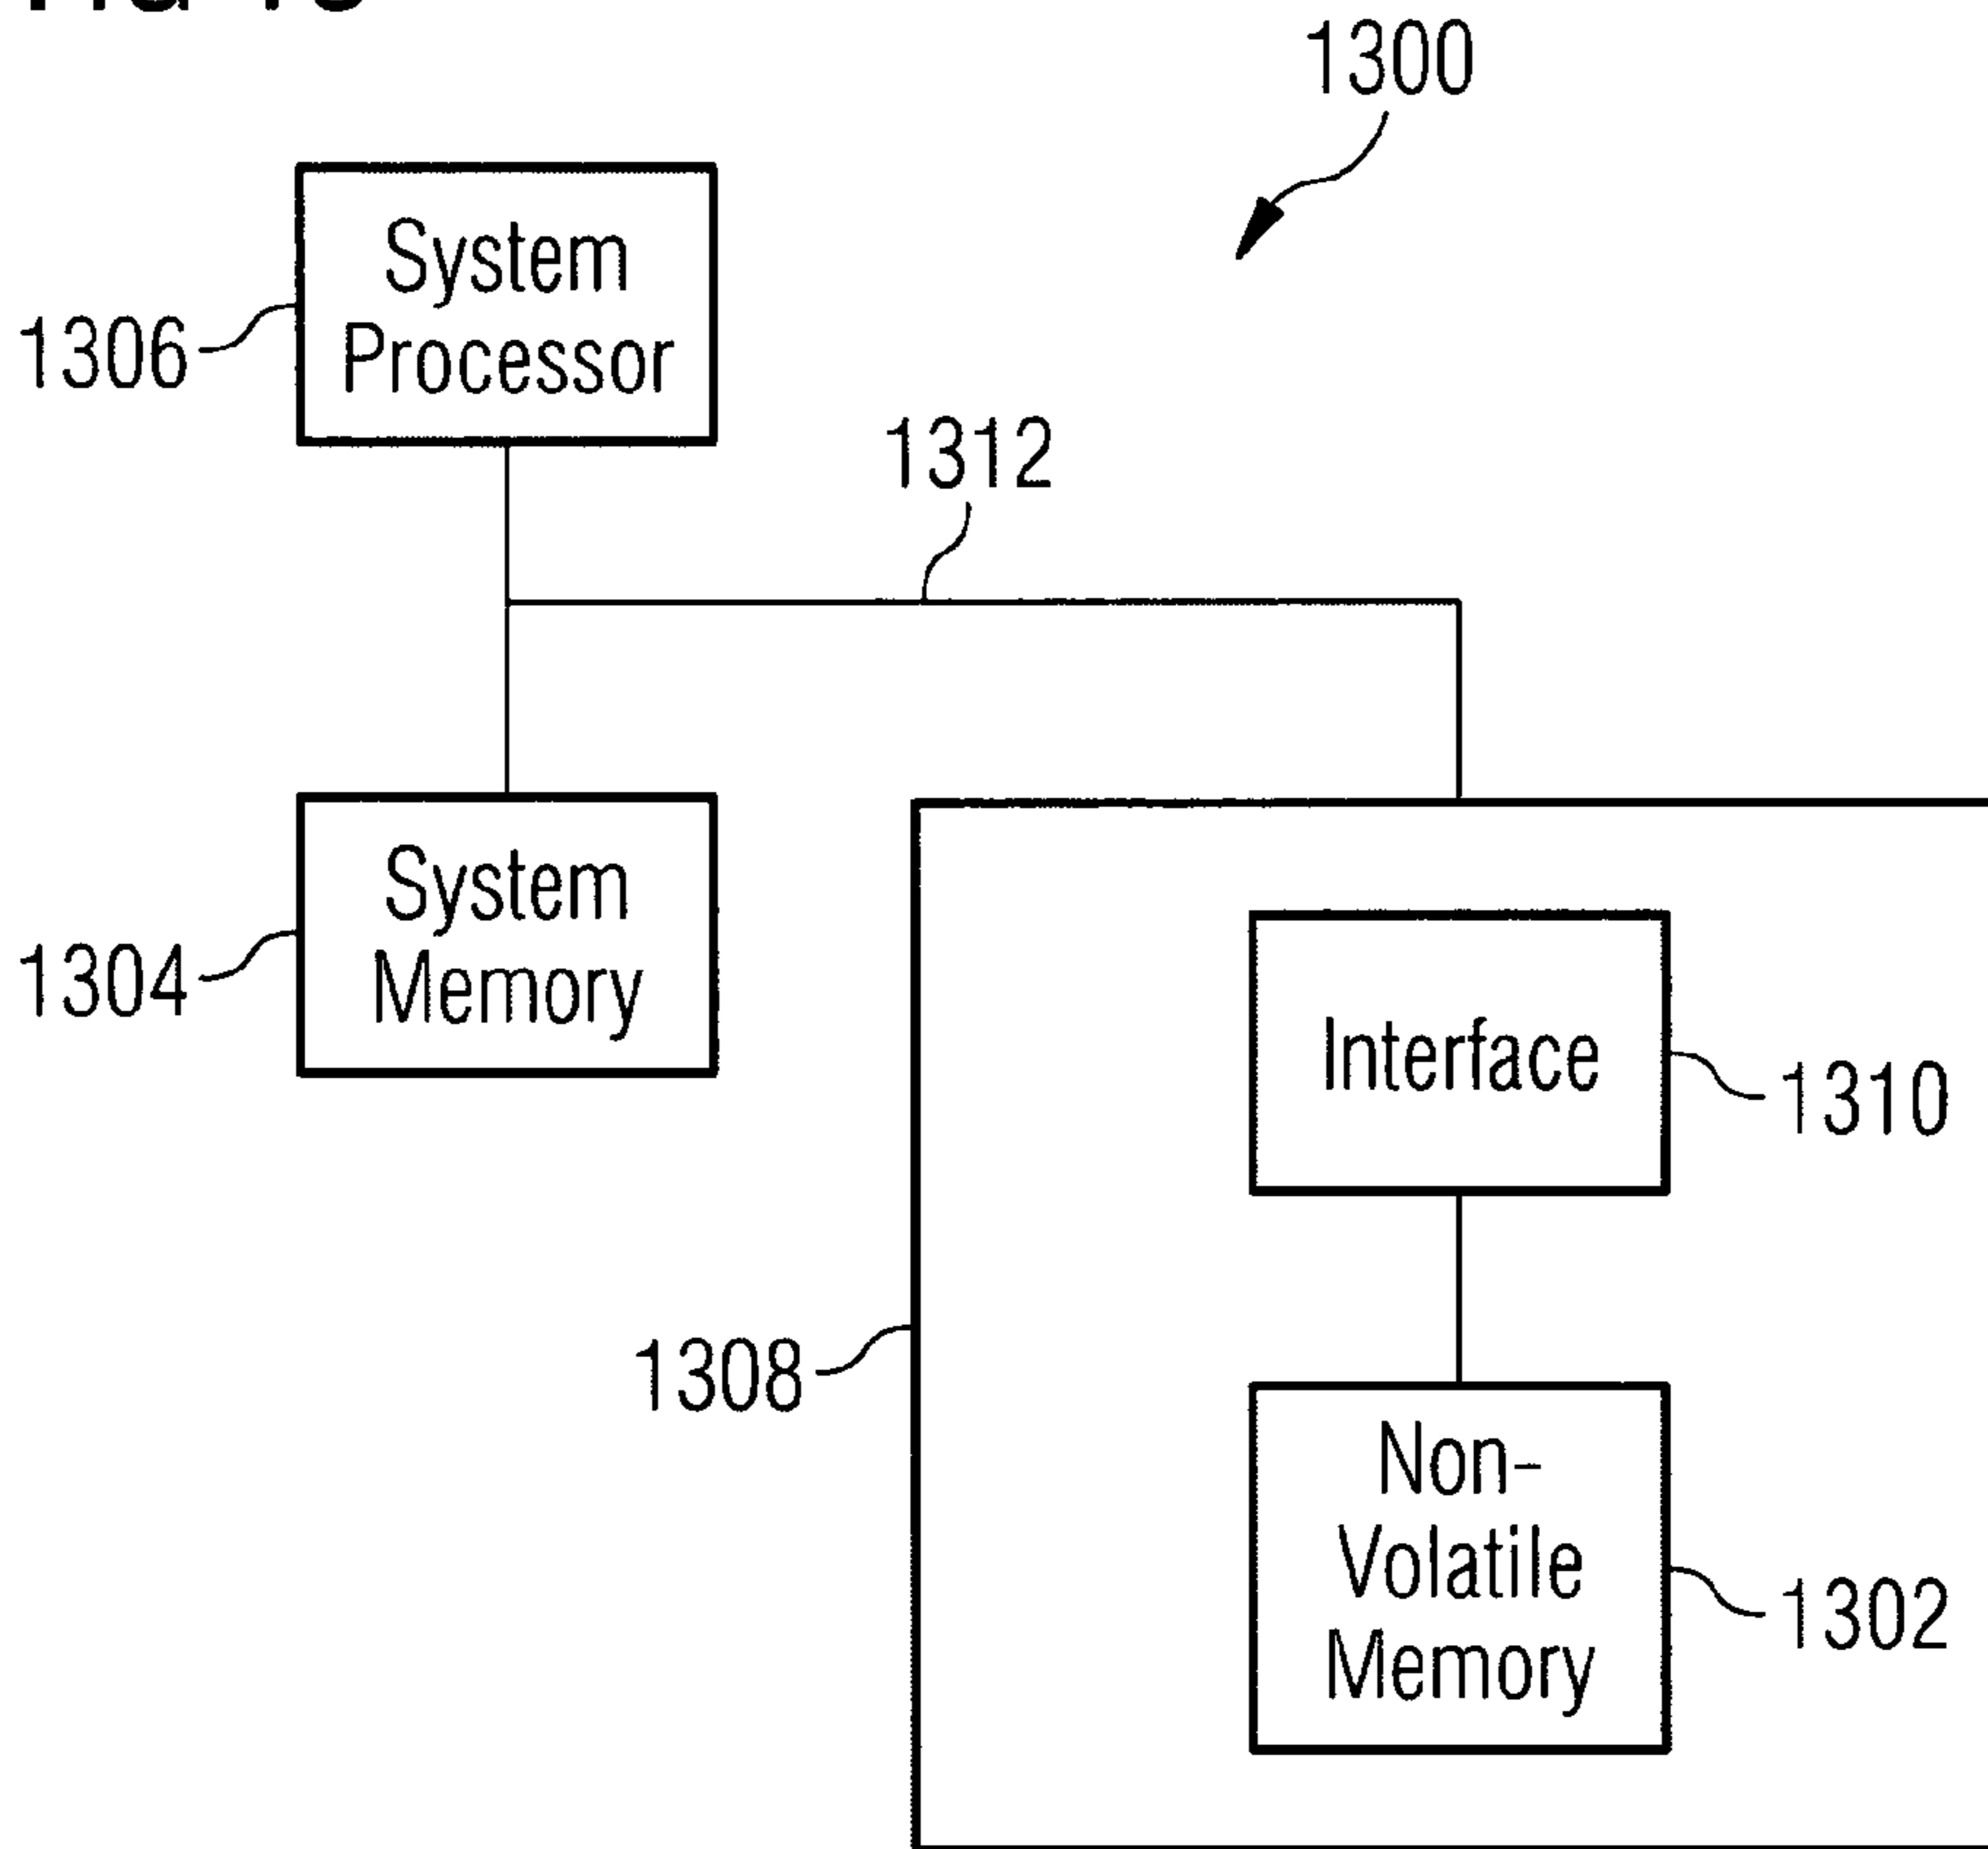 1300
System
Processor
1306
1312
System
Memory
1304
Interface
1310
1308
Non-
Volatile
Memory
1302